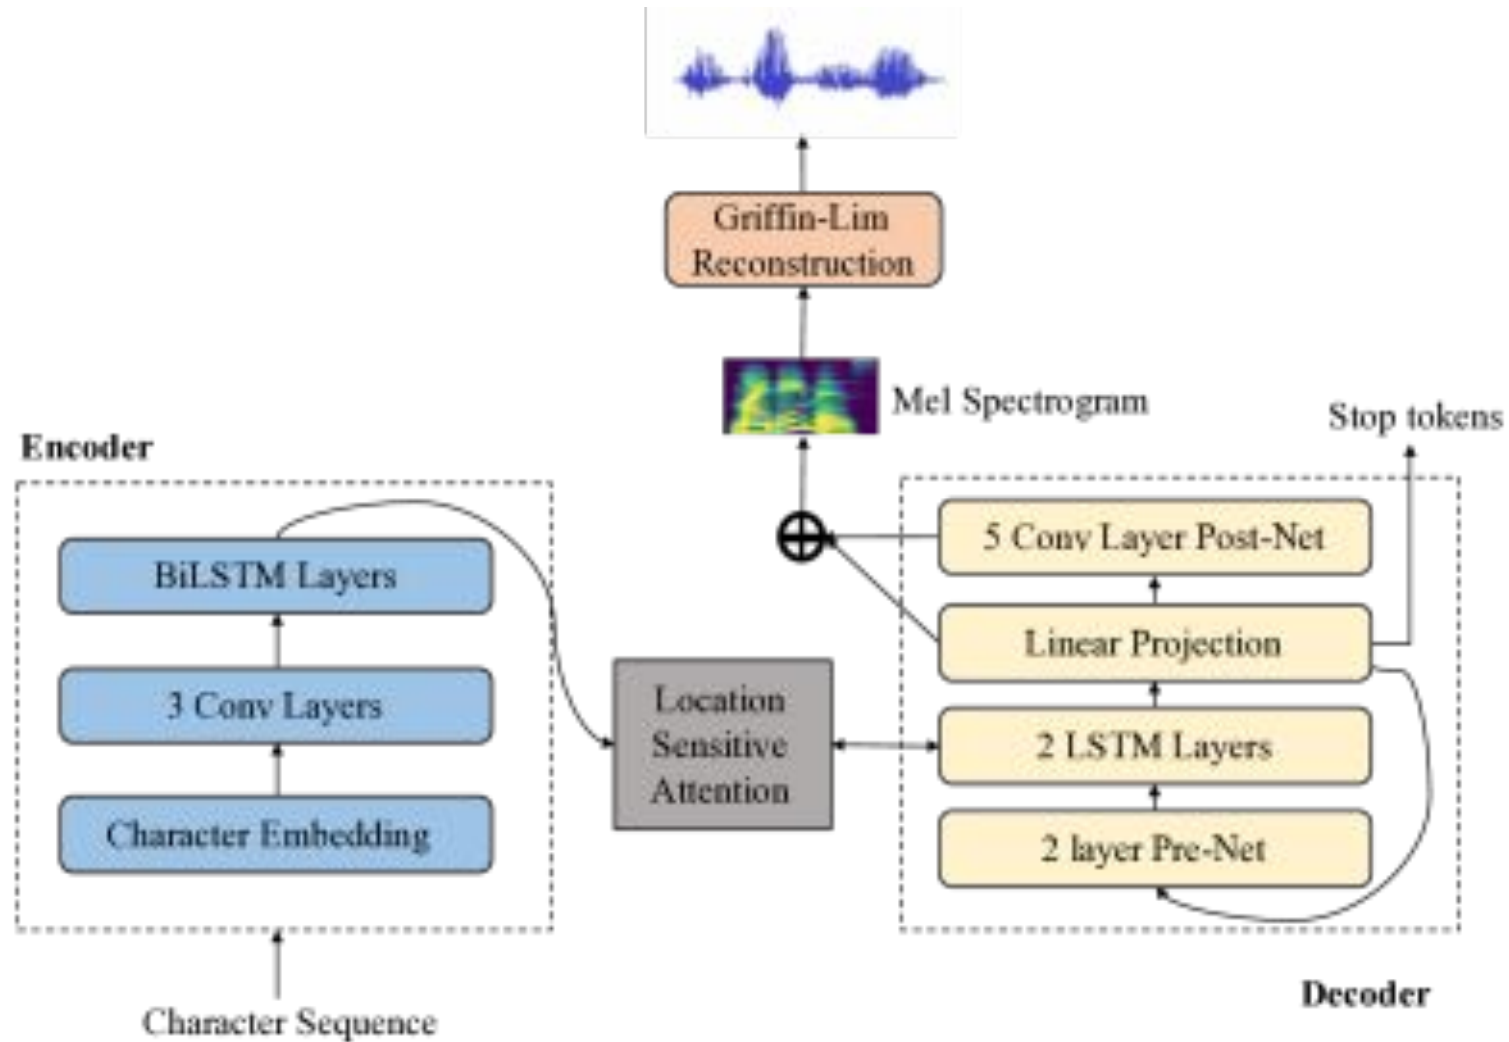 Griffin-Lim
Reconstruction
Mel Spectrogram
Stop tokens
Encoder
BiLSTM Layers
3 Conv Layers
Character Embedding
Character Sequence
Location
Sensitive
Attention
5 Conv Layer Post-Net
Linear Projection
2 LSTM Layers
2 layer Pre-Net
Decoder